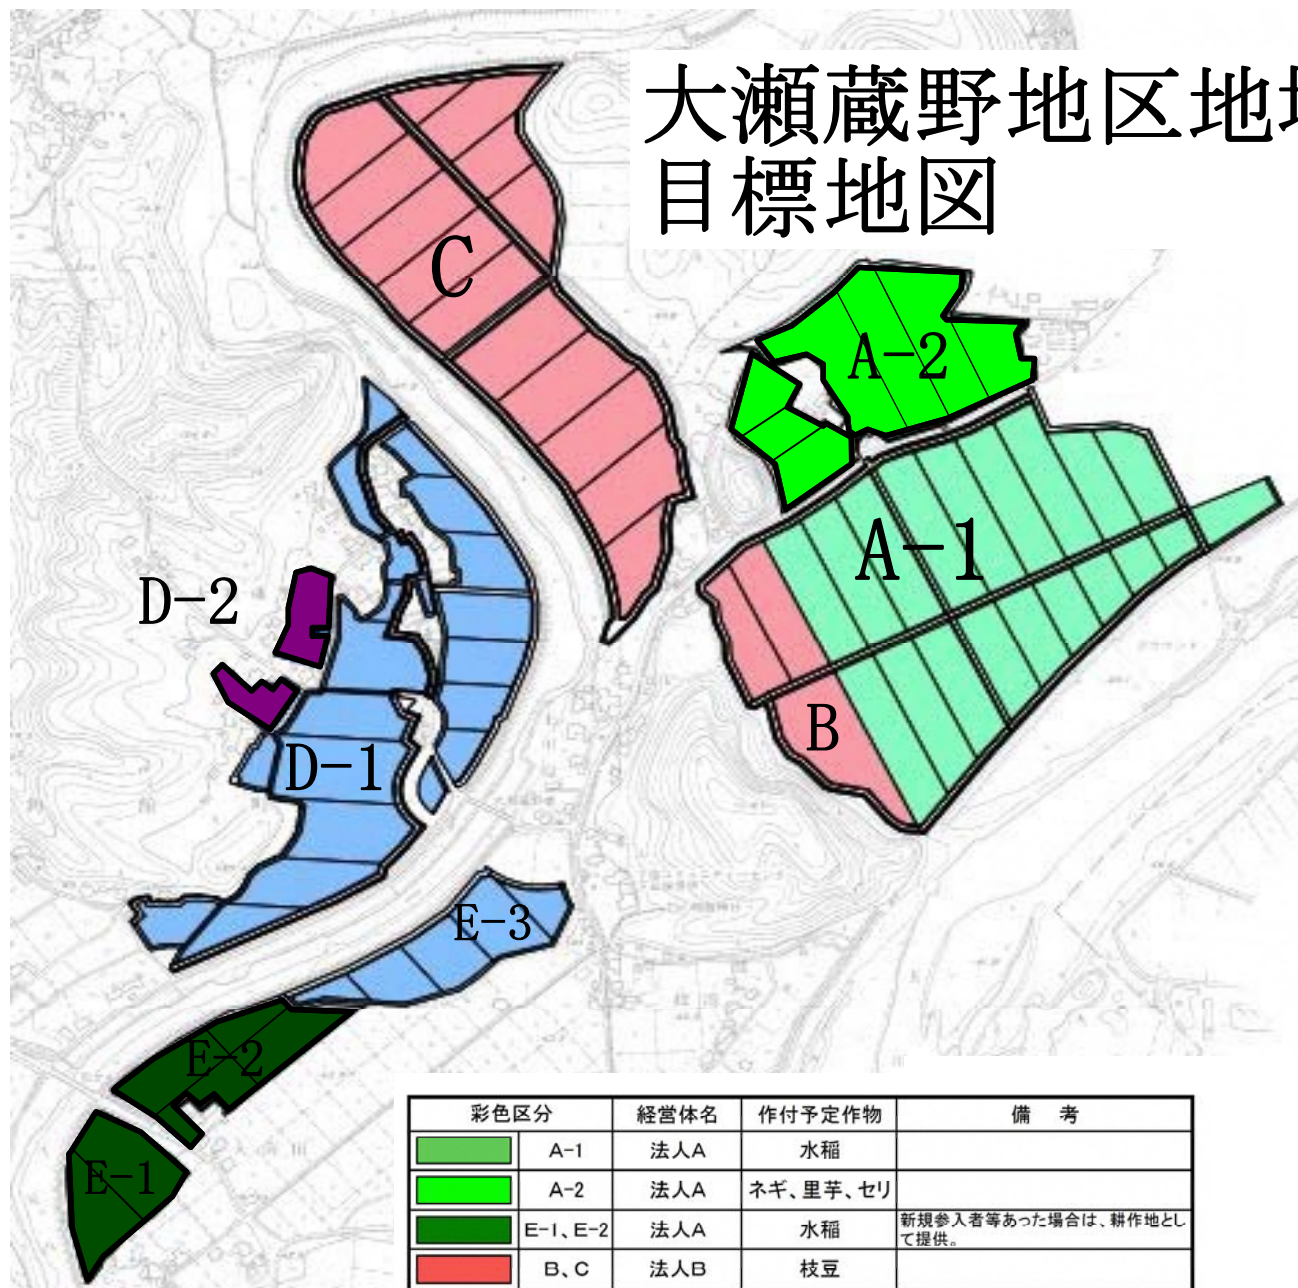 大瀬蔵野地区地
目標地図
C
A-2
A-1
D-2
B
D-1
E-3
E-2
E-1
彩色区分 経営体名 作付予定作物 備 考
A-1 法人A 水稲
A-2 法人A ネギ、里芋、セリ
E-1、E-2 法人A 水稲 新規参入者等あった場合は、耕作地とし
て提供。
B、C 法人B 枝豆